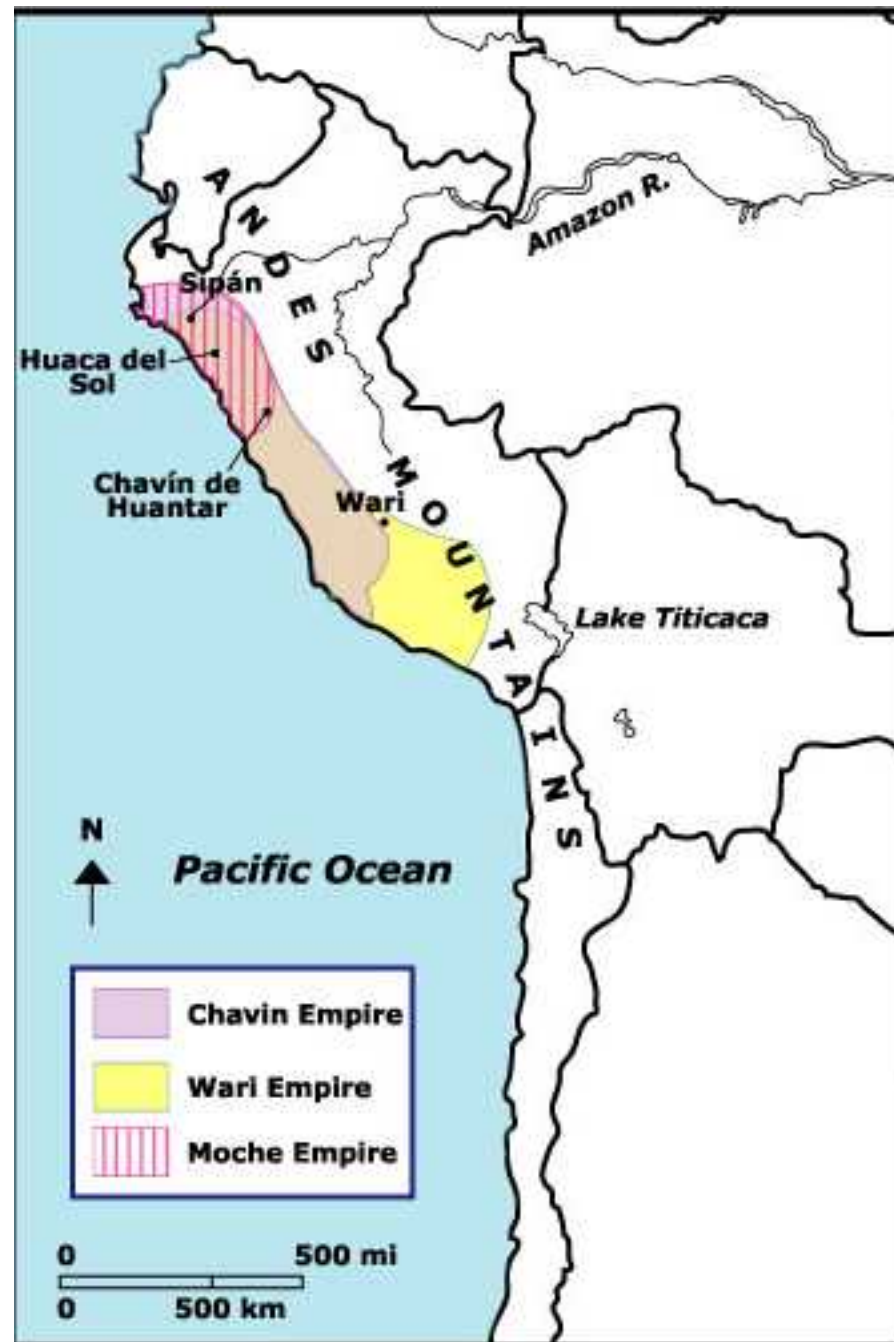 ANDES MOUNTAINS
Amazon R.
Sipán
Huaca del
Sol
Chavín de
Huantar
Wari
Lake Titicaca
N
Pacific Ocean
Chavin Empire
Wari Empire
Moche Empire
0 500 mi
0 500 km